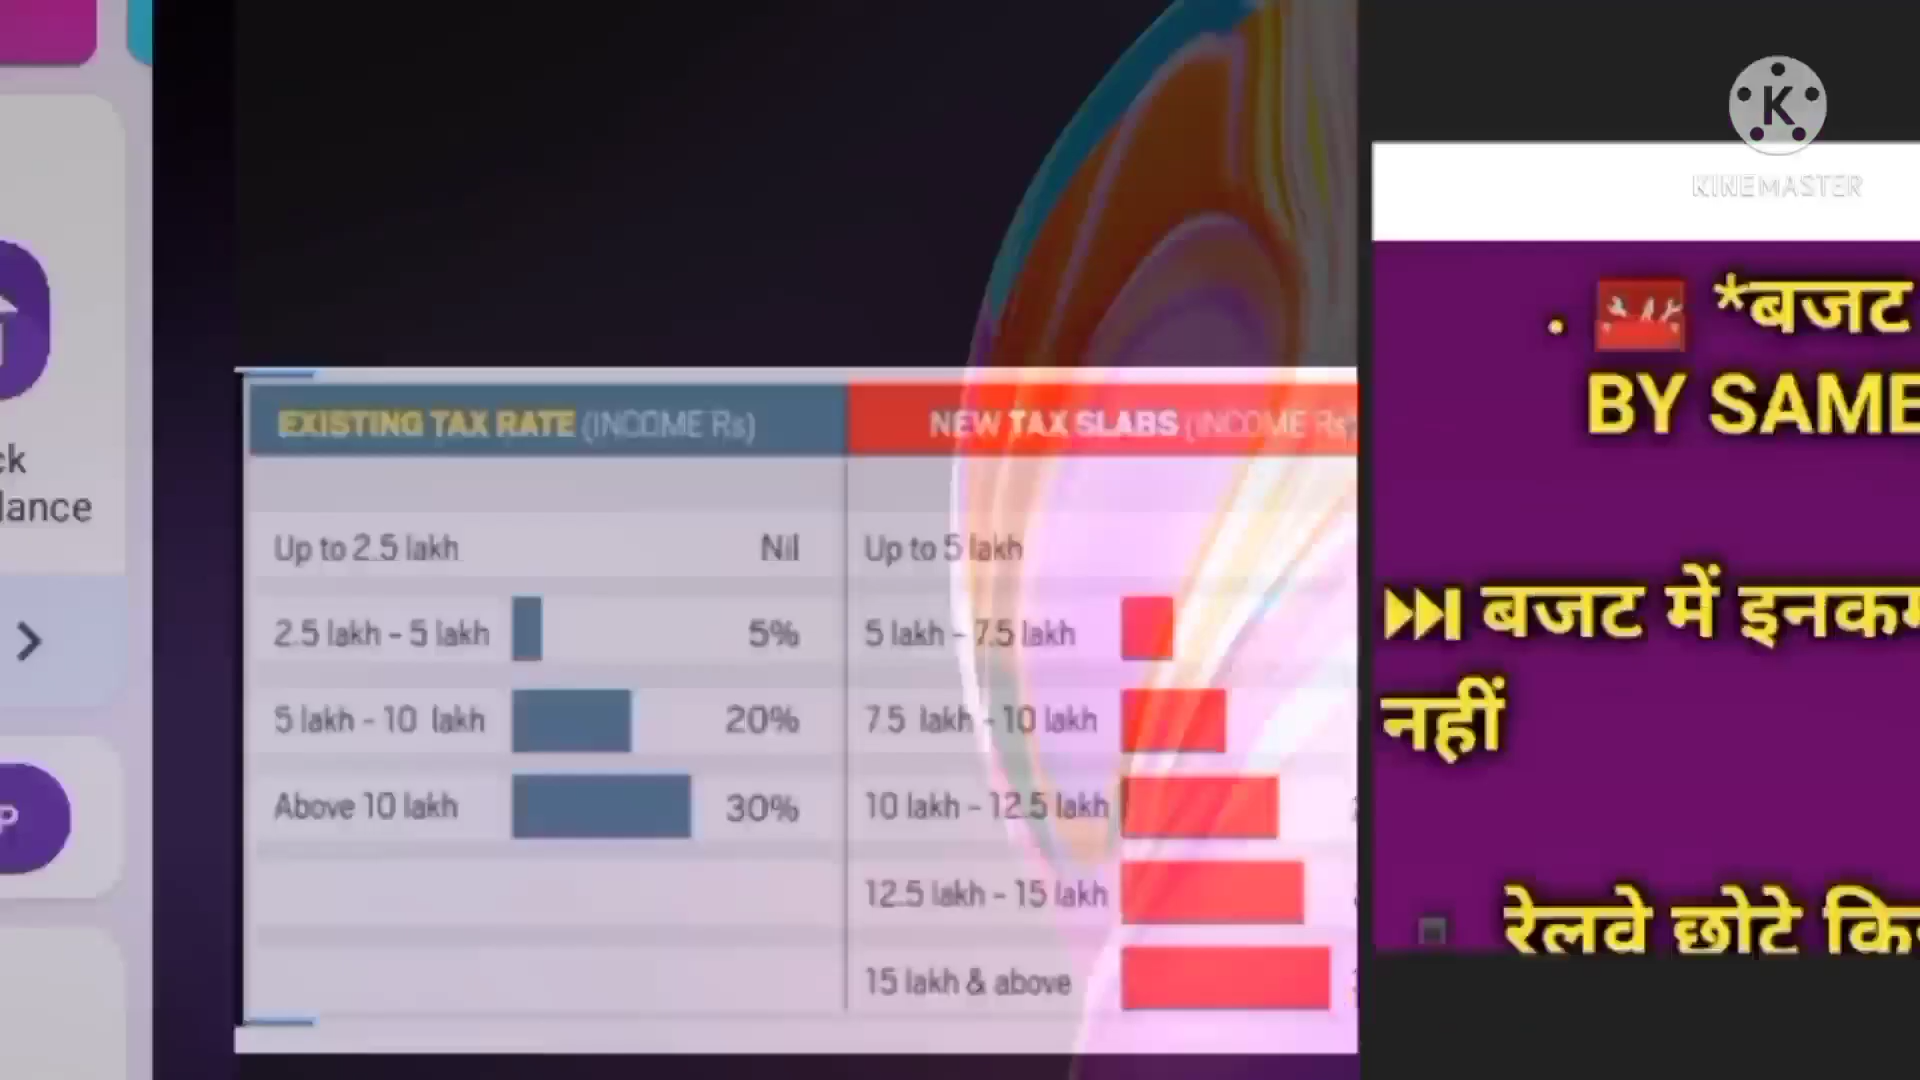 KINEMASTER
ck
lance
EXISTING TAX RATE (INCOME Rs)
Up to 2.5 lakh Nil
2.5 lakh - 5 lakh 5%
5 lakh - 10 lakh 20%
Above 10 lakh 30%
NEW TAX SLABS (INCOME Rs)
Up to 5 lakh
5 lakh - 7.5 lakh
7.5 lakh - 10 lakh
10 lakh - 12.5 lakh
12.5 lakh - 15 lakh
15 lakh & above
. *बजट
BY SAME
बजट में इनकम
नहीं
रेलवे छोटे